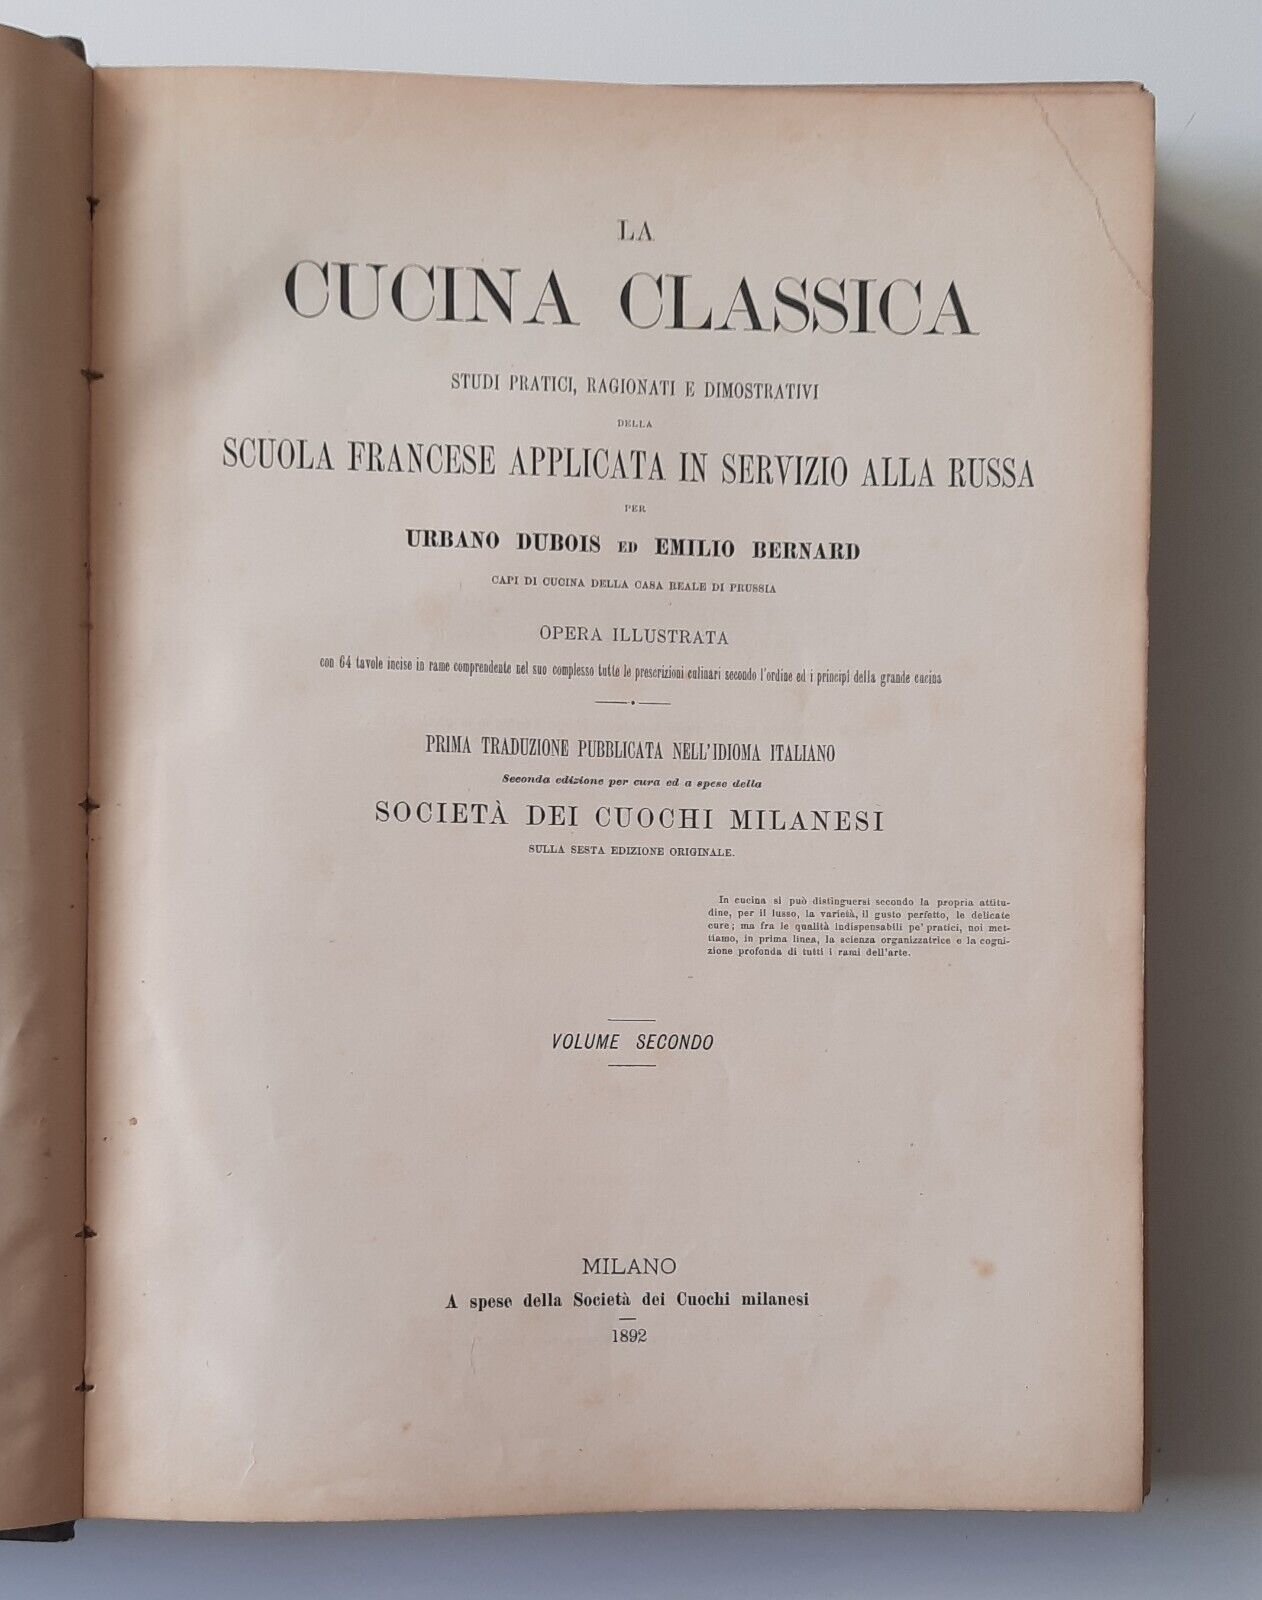 LA
CUCINA CLASSICA
STUDI PRATICI, RAGIONATI E DIMOSTRATIVI
DELLA
SCUOLA FRANCESE APPLICATA IN SERVIZIO ALLA RUSSA
PER
URBANO DUBOIS ED EMILIO BERNARD
CAPI DI CUCINA DELLA CASA REALE DI PRUSSIA
OPERA ILLUSTRATA
con 64 tavole incise in rame comprendente nel suo complesso tutte le prescrizioni culinari secondo l'ordine ed i principî della grande cucina
PRIMA TRADUZIONE PUBBLICATA NELL'IDIOMA ITALIANO
Seconda edizione per cura ed a spese della
SOCIETÀ DEI CUOCHI MILANESI
SULLA SESTA EDIZIONE ORIGINALE.
In cucina si può distinguersi secondo la propria attitu-
dine, per il lusso, la varietà, il gusto perfetto, le delicate
cure; ma fra le qualità indispensabili pe' pratici, noi met-
tiamo, in prima linea, la scienza organizzatrice e la cogni-
zione profonda di tutti i rami dell'arte.
VOLUME SECONDO
MILANO
A spese della Società dei Cuochi milanesi
1892